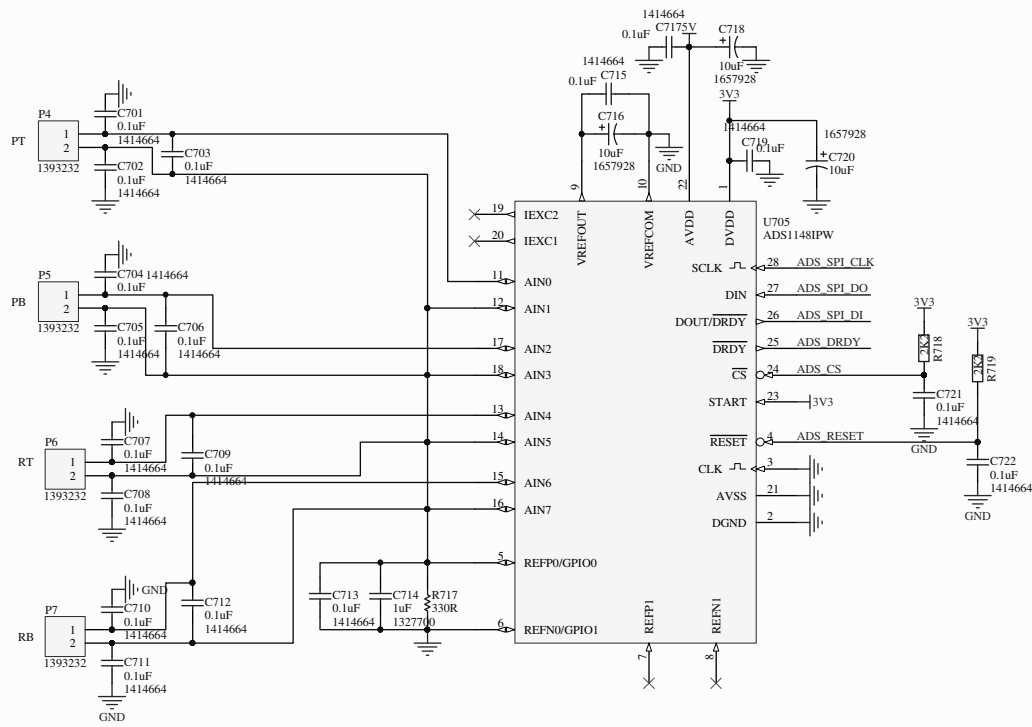 1414664
C717 5V
0.1uF
C718
10uF
1657928
1414664
C715
0.1uF
C716
10uF
1657928
GND
3V3
1414664
C719
0.1uF
1657928
C720
10uF
P4
PT
1
2
1393232
C701
0.1uF
1414664
C702
0.1uF
1414664
C703
0.1uF
1414664
P5
PB
1
2
1393232
C704
1414664
0.1uF
C705
0.1uF
1414664
C706
0.1uF
1414664
P6
RT
1
2
1393232
C707
0.1uF
1414664
C708
0.1uF
1414664
C709
0.1uF
1414664
P7
RB
1
2
1393232
GND
C710
0.1uF
1414664
C711
0.1uF
1414664
GND
C712
0.1uF
1414664
C713
0.1uF
1414664
C714
1uF
1327700
R717
330R
U705
ADS1148IPW
9
VREFOUT
10
VREFCOM
22
AVDD
1
DVDD
19 IEXC2
20 IEXC1
11 AIN0
12 AIN1
17 AIN2
18 AIN3
13 AIN4
14 AIN5
15 AIN6
16 AIN7
5 REFP0/GPIO0
6 REFN0/GPIO1
7
REFP1
8
REFN1
SCLK 28 ADS_SPI_CLK
DIN 27 ADS_SPI_DO
DOUT/DRDY 26 ADS_SPI_DI
DRDY 25 ADS_DRDY
CS 24 ADS_CS
START 23 3V3
RESET 4 ADS_RESET
CLK 3
AVSS 21
DGND 2
3V3
2K2
R718
3V3
2K2
R719
C721
0.1uF
1414664
GND
C722
0.1uF
1414664
GND